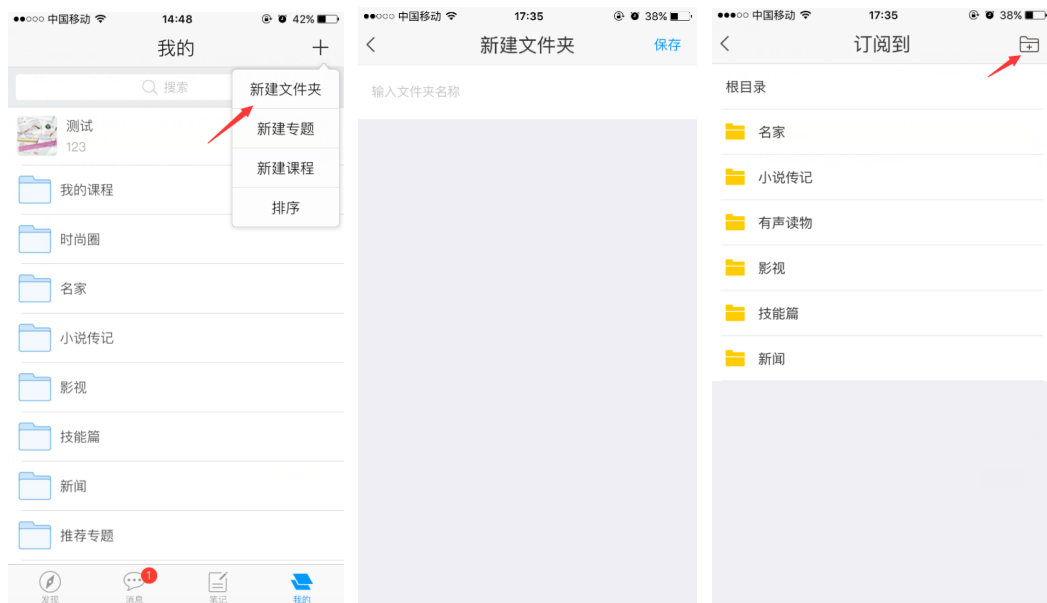 中国移动 14:48 42%
我的
搜索
新建文件夹
新建专题
新建课程
排序
测试
123
我的课程
时尚圈
名家
小说传记
影视
技能篇
新闻
推荐专题
1
发现 消息 笔记 我的
中国移动 17:35 38%
新建文件夹 保存
输入文件夹名称
中国移动 17:35 38%
订阅到
根目录
名家
小说传记
有声读物
影视
技能篇
新闻